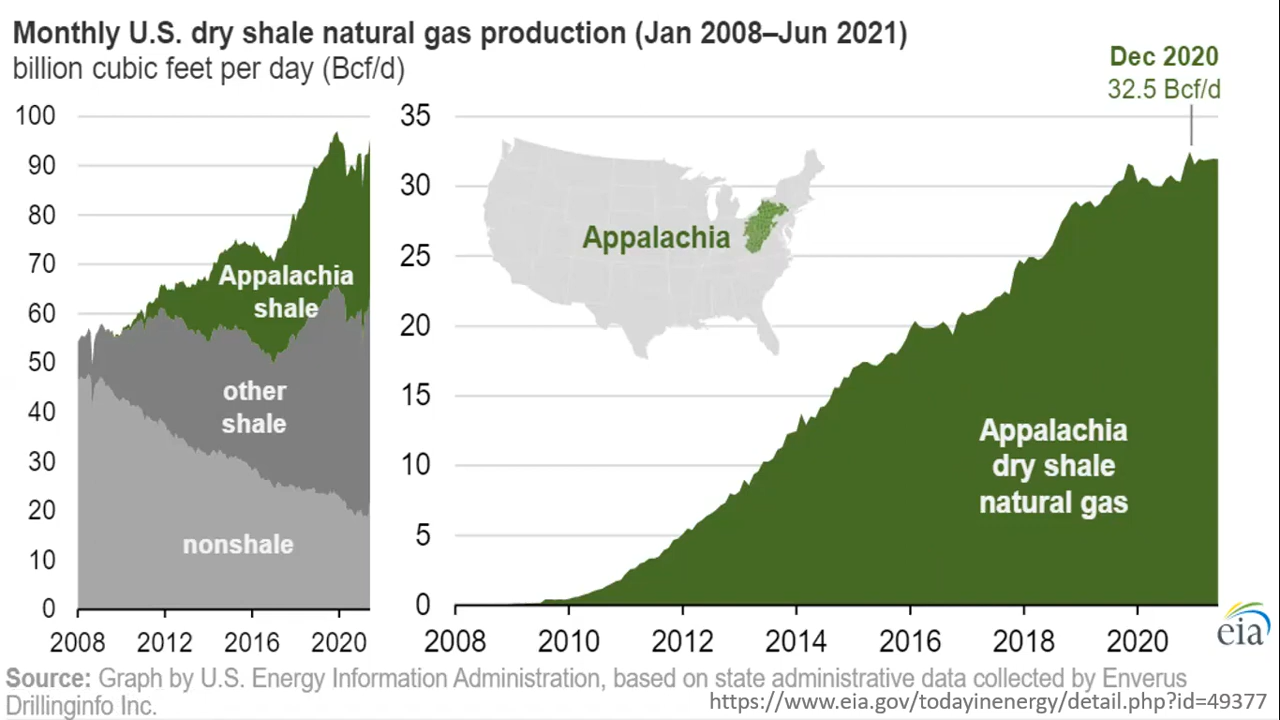 Monthly U.S. dry shale natural gas production (Jan 2008–Jun 2021)
billion cubic feet per day (Bcf/d)
Dec 2020
32.5 Bcf/d
100
90
80
70
60
50
40
30
20
10
0
Appalachia
shale
other
shale
nonshale
2008 2012 2016 2020
35
30
25
20
15
10
5
0
Appalachia
Appalachia
dry shale
natural gas
2008 2010 2012 2014 2016 2018 2020
eia
Source: Graph by U.S. Energy Information Administration, based on state administrative data collected by Enverus
Drillinginfo Inc.
https://www.eia.gov/todayinenergy/detail.php?id=49377